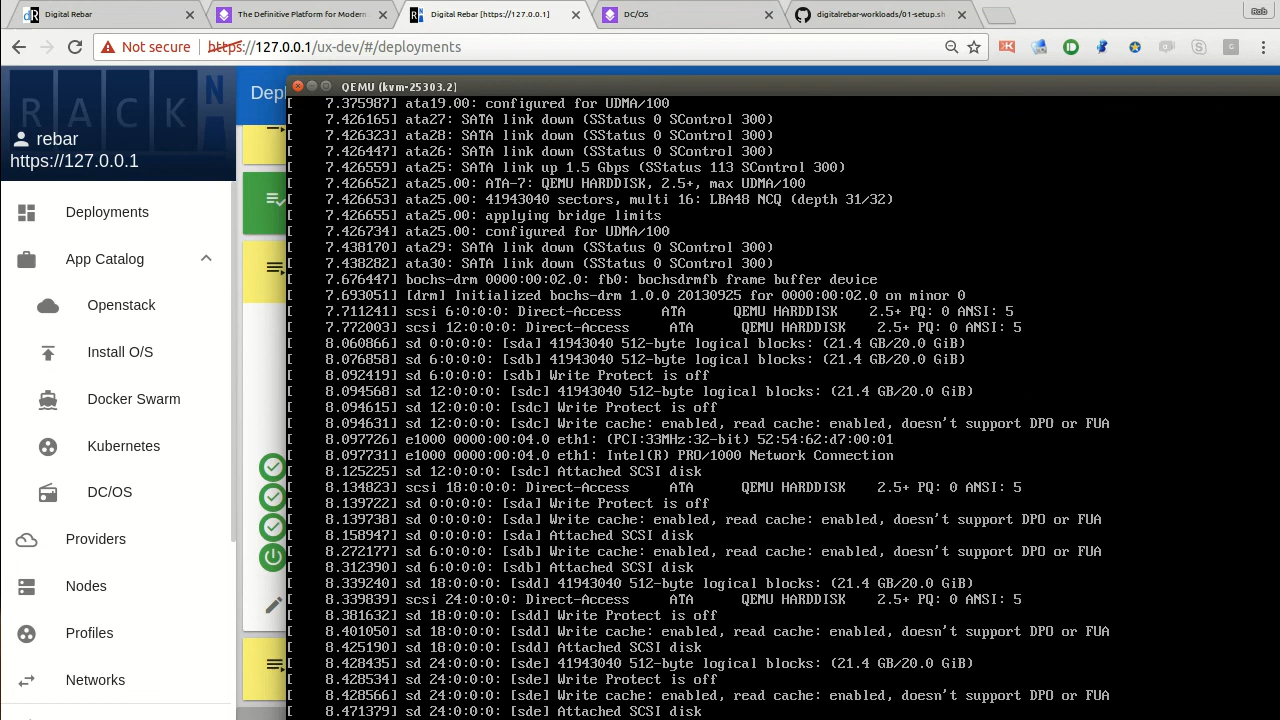 Digital Rebar
The Definitive Platform for Modern
Digital Rebar [https://127.0.0.1]
DC/OS
digitalrebar-workloads/01-setup.sh
Rob
Not secure
https://127.0.0.1/ux-dev/#/deployments
RACKN
rebar
https://127.0.0.1
Deployments
App Catalog
Openstack
Install O/S
Docker Swarm
Kubernetes
DC/OS
Providers
Nodes
Profiles
Networks
Depl
QEMU (kvm-25303.2)
[    7.375987] ata19.00: configured for UDMA/100
[    7.426165] ata27: SATA link down (SStatus 0 SControl 300)
[    7.426323] ata28: SATA link down (SStatus 0 SControl 300)
[    7.426447] ata26: SATA link down (SStatus 0 SControl 300)
[    7.426559] ata25: SATA link up 1.5 Gbps (SStatus 113 SControl 300)
[    7.426652] ata25.00: ATA-7: QEMU HARDDISK, 2.5+, max UDMA/100
[    7.426653] ata25.00: 41943040 sectors, multi 16: LBA48 NCQ (depth 31/32)
[    7.426655] ata25.00: applying bridge limits
[    7.426734] ata25.00: configured for UDMA/100
[    7.438170] ata29: SATA link down (SStatus 0 SControl 300)
[    7.438282] ata30: SATA link down (SStatus 0 SControl 300)
[    7.676447] bochs-drm 0000:00:02.0: fb0: bochsdrmfb frame buffer device
[    7.693051] [drm] Initialized bochs-drm 1.0.0 20130925 for 0000:00:02.0 on minor 0
[    7.711241] scsi 6:0:0:0: Direct-Access     ATA      QEMU HARDDISK    2.5+ PQ: 0 ANSI: 5
[    7.772003] scsi 12:0:0:0: Direct-Access     ATA      QEMU HARDDISK    2.5+ PQ: 0 ANSI: 5
[    8.060866] sd 0:0:0:0: [sda] 41943040 512-byte logical blocks: (21.4 GB/20.0 GiB)
[    8.076858] sd 6:0:0:0: [sdb] 41943040 512-byte logical blocks: (21.4 GB/20.0 GiB)
[    8.092419] sd 6:0:0:0: [sdb] Write Protect is off
[    8.094568] sd 12:0:0:0: [sdc] 41943040 512-byte logical blocks: (21.4 GB/20.0 GiB)
[    8.094615] sd 12:0:0:0: [sdc] Write Protect is off
[    8.094631] sd 12:0:0:0: [sdc] Write cache: enabled, read cache: enabled, doesn't support DPO or FUA
[    8.097726] e1000 0000:00:04.0 eth1: (PCI:33MHz:32-bit) 52:54:62:d7:00:01
[    8.097731] e1000 0000:00:04.0 eth1: Intel(R) PRO/1000 Network Connection
[    8.125225] sd 12:0:0:0: [sdc] Attached SCSI disk
[    8.134823] scsi 18:0:0:0: Direct-Access     ATA      QEMU HARDDISK    2.5+ PQ: 0 ANSI: 5
[    8.139722] sd 0:0:0:0: [sda] Write Protect is off
[    8.139739] sd 0:0:0:0: [sda] Write cache: enabled, read cache: enabled, doesn't support DPO or FUA
[    8.158947] sd 0:0:0:0: [sda] Attached SCSI disk
[    8.272177] sd 6:0:0:0: [sdb] Write cache: enabled, read cache: enabled, doesn't support DPO or FUA
[    8.312339] sd 6:0:0:0: [sdb] Attached SCSI disk
[    8.339240] sd 18:0:0:0: [sdd] 41943040 512-byte logical blocks: (21.4 GB/20.0 GiB)
[    8.339839] scsi 24:0:0:0: Direct-Access     ATA      QEMU HARDDISK    2.5+ PQ: 0 ANSI: 5
[    8.381632] sd 18:0:0:0: [sdd] Write Protect is off
[    8.401050] sd 18:0:0:0: [sdd] Write cache: enabled, read cache: enabled, doesn't support DPO or FUA
[    8.425190] sd 18:0:0:0: [sdd] Attached SCSI disk
[    8.428435] sd 24:0:0:0: [sde] 41943040 512-byte logical blocks: (21.4 GB/20.0 GiB)
[    8.428534] sd 24:0:0:0: [sde] Write Protect is off
[    8.428566] sd 24:0:0:0: [sde] Write cache: enabled, read cache: enabled, doesn't support DPO or FUA
[    8.471179] sd 24:0:0:0: [sde] Attached SCSI disk